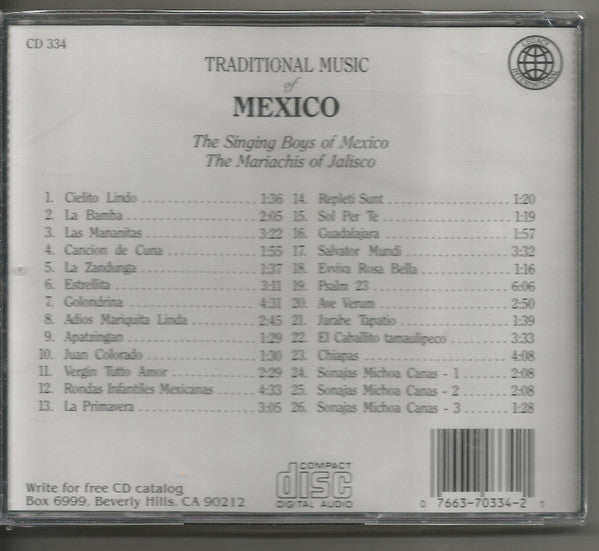 CD 334
LEGACY INTERNATIONAL
TRADITIONAL MUSIC
of
MEXICO
The Singing Boys of Mexico
The Mariachis of Jalisco
1. Cielito Lindo 1:36
2. La Bamba 2:05
3. Las Mananitas 3:22
4. Cancion de Cuna 1:55
5. La Zandunga 1:37
6. Estrellita 3:11
7. Golondrina 4:31
8. Adios Mariquita Linda 2:45
9. Apatzingan 1:29
10. Juan Colorado 1:30
11. Vergin Tutto Amor 2:29
12. Rondas Infantiles Mexicanas 4:33
13. La Primavera 3:05
14. Repleti Sunt 1:20
15. Sol Per Te 1:19
16. Guadalajara 1:57
17. Salvator Mundi 3:32
18. Evviva Rosa Bella 1:16
19. Psalm 23 6:06
20. Ave Verum 2:50
21. Jarabe Tapatio 1:39
22. El Caballito tamaulipeco 3:33
23. Chiapas 4:08
24. Sonajas Michoa Canas - 1 2:08
25. Sonajas Michoa Canas - 2 2:08
26. Sonajas Michoa Canas - 3 1:28
Write for free CD catalog
Box 6999, Beverly Hills, CA 90212
COMPACT
disc
DIGITAL AUDIO
0 7663-70334-2 1